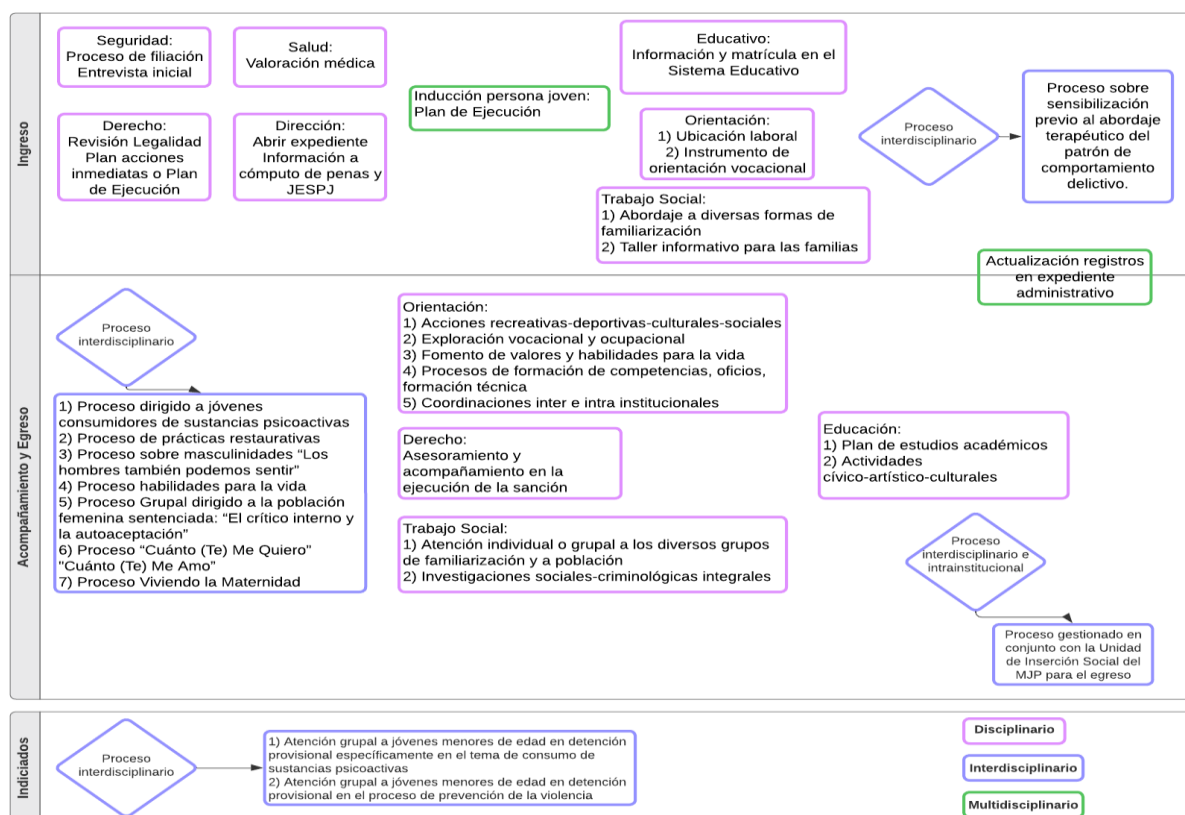 Ingreso
Seguridad:
Proceso de filiación
Entrevista inicial
Salud:
Valoración médica
Derecho:
Revisión Legalidad
Plan acciones
inmediatas o Plan
de Ejecución
Dirección:
Abrir expediente
Información a
cómputo de penas y
JESPJ
Inducción persona joven:
Plan de Ejecución
Educativo:
Información y matrícula en el
Sistema Educativo
Orientación:
1) Ubicación laboral
2) Instrumento de
orientación vocacional
Trabajo Social:
1) Abordaje a diversas formas de
familiarización
2) Taller informativo para las familias
Proceso
interdisciplinario
Proceso sobre
sensibilización
previo al abordaje
terapéutico del
patrón de
comportamiento
delictivo.
Actualización registros
en expediente
administrativo
Acompañamiento y Egreso
Proceso
interdisciplinario
1) Proceso dirigido a jóvenes
consumidores de sustancias psicoactivas
2) Proceso de prácticas restaurativas
3) Proceso sobre masculinidades “Los
hombres también podemos sentir”
4) Proceso habilidades para la vida
5) Proceso Grupal dirigido a la población
femenina sentenciada: “El crítico interno y
la autoaceptación”
6) Proceso “Cuánto (Te) Me Quiero”
"Cuánto (Te) Me Amo”
7) Proceso Viviendo la Maternidad
Orientación:
1) Acciones recreativas-deportivas-culturales-sociales
2) Exploración vocacional y ocupacional
3) Fomento de valores y habilidades para la vida
4) Procesos de formación de competencias, oficios,
formación técnica
5) Coordinaciones inter e intra institucionales
Derecho:
Asesoramiento y
acompañamiento en la
ejecución de la sanción
Trabajo Social:
1) Atención individual o grupal a los diversos grupos
de familiarización y a población
2) Investigaciones sociales-criminológicas integrales
Educación:
1) Plan de estudios académicos
2) Actividades
cívico-artístico-culturales
Proceso
interdisciplinario e
intrainstitucional
Proceso gestionado en
conjunto con la Unidad
de Inserción Social del
MJP para el egreso
Indiciados
Proceso
interdisciplinario
1) Atención grupal a jóvenes menores de edad en detención
provisional específicamente en el tema de consumo de
sustancias psicoactivas
2) Atención grupal a jóvenes menores de edad en detención
provisional en el proceso de prevención de la violencia
Disciplinario
Interdisciplinario
Multidisciplinario